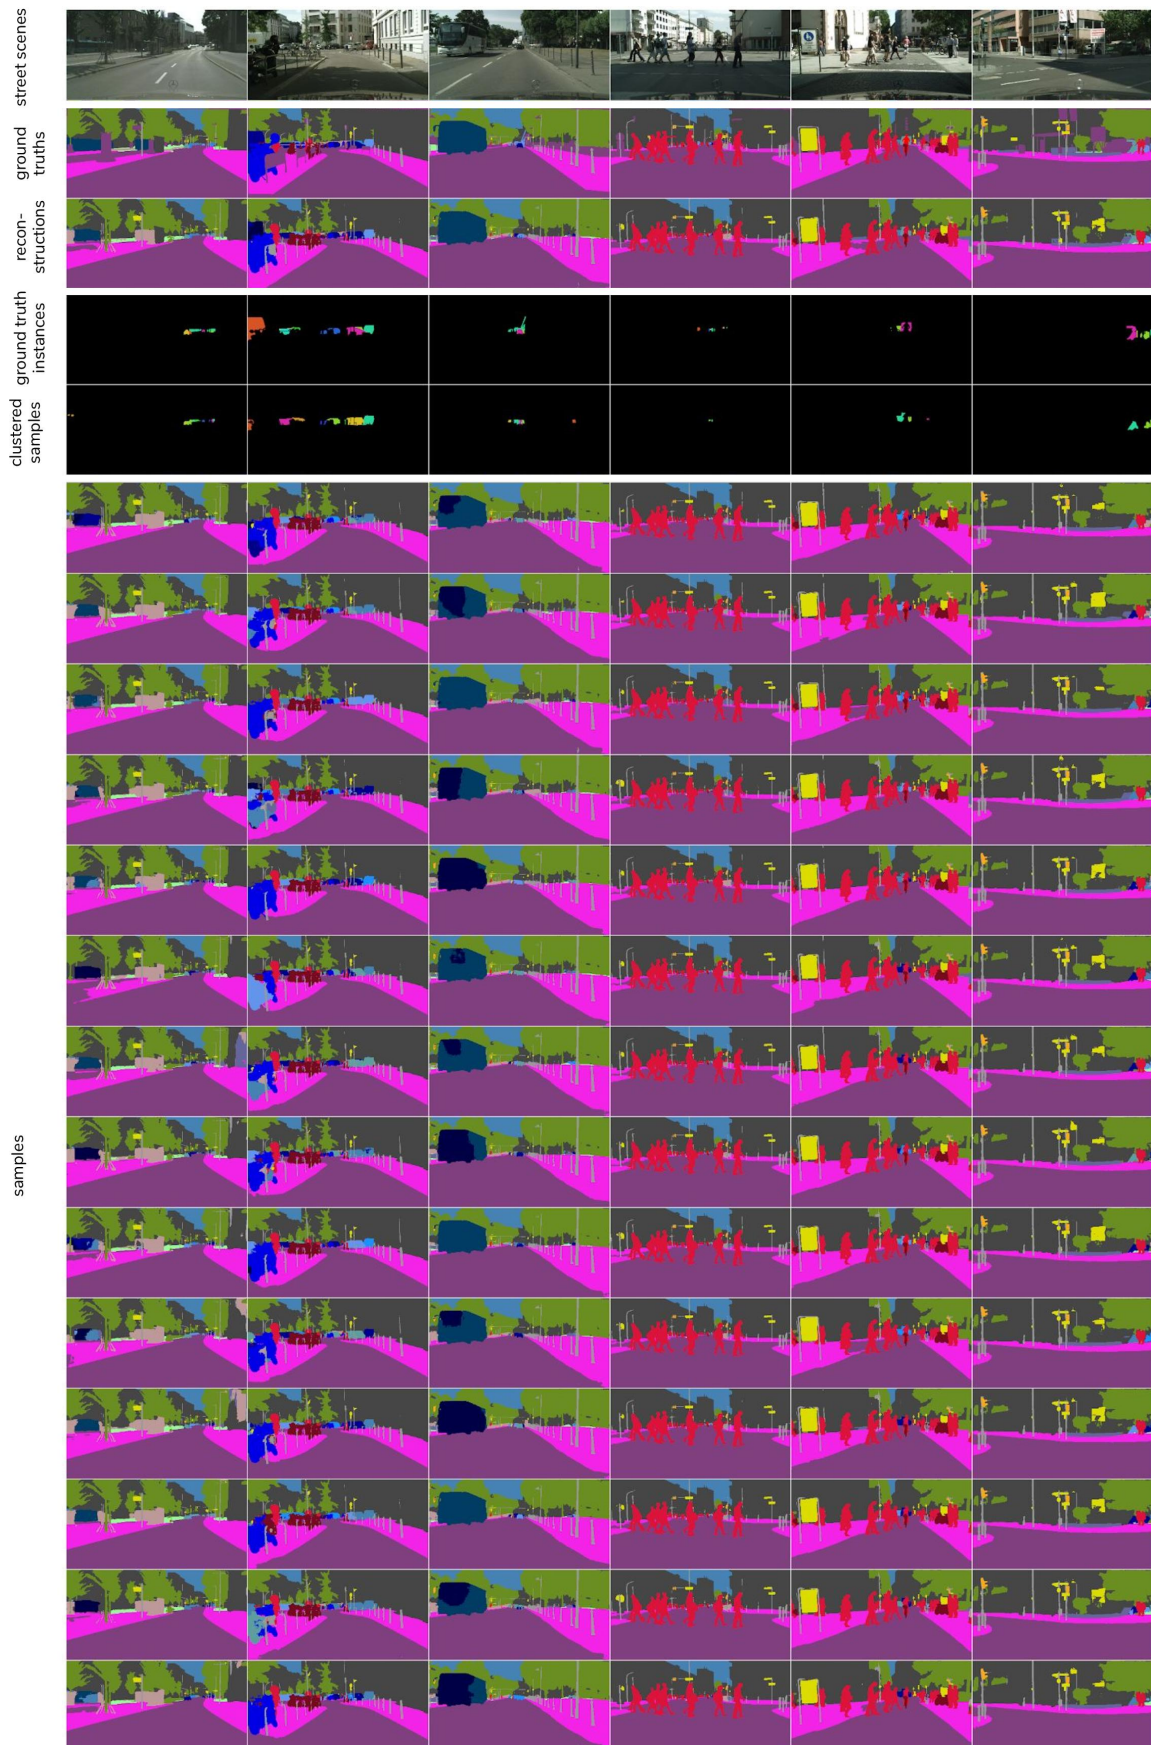 street scenes
ground
truths
recon-
structions
ground truth
instances
clustered
samples
samples